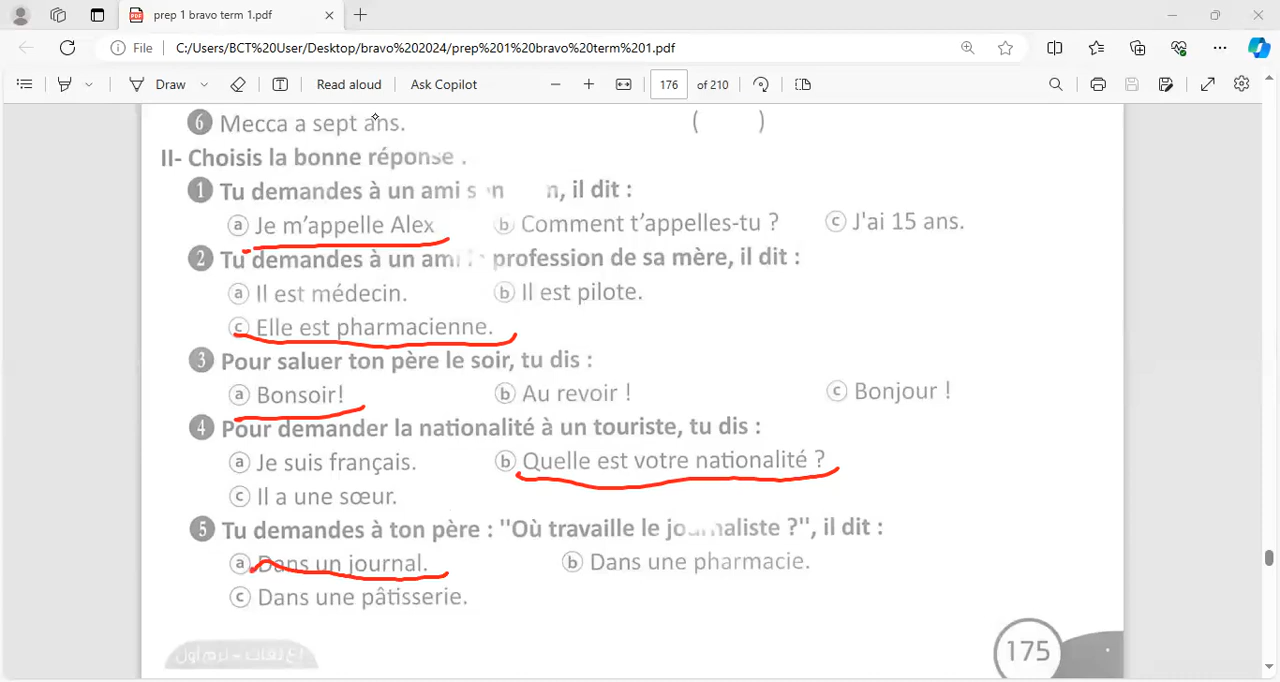 prep 1 bravo term 1.pdf
File C:/Users/BCT%20User/Desktop/bravo%202024/prep%201%20bravo%20term%201.pdf
Draw Read aloud Ask Copilot 176 of 210
6 Mecca a sept ans. ( )
II- Choisis la bonne réponse .
1 Tu demandes à un ami il dit :
a Je m'appelle Alex b Comment t'appelles-tu ? c J'ai 15 ans.
2 Tu demandes à un ami profession de sa mère, il dit :
a Il est médecin. b Il est pilote.
c Elle est pharmacienne.
3 Pour saluer ton père le soir, tu dis :
a Bonsoir! b Au revoir ! c Bonjour !
4 Pour demander la nationalité à un touriste, tu dis :
a Je suis français. b Quelle est votre nationalité ?
c Il a une sœur.
5 Tu demandes à ton père : "Où travaille le journaliste ?", il dit :
a Dans un journal. b Dans une pharmacie.
c Dans une pâtisserie.
175